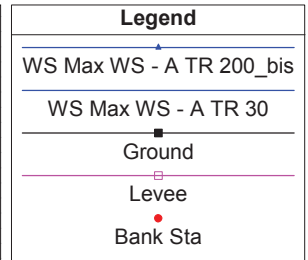 Legend
WS Max WS - A TR 200_bis
WS Max WS - A TR 30
Ground
Levee
Bank Sta